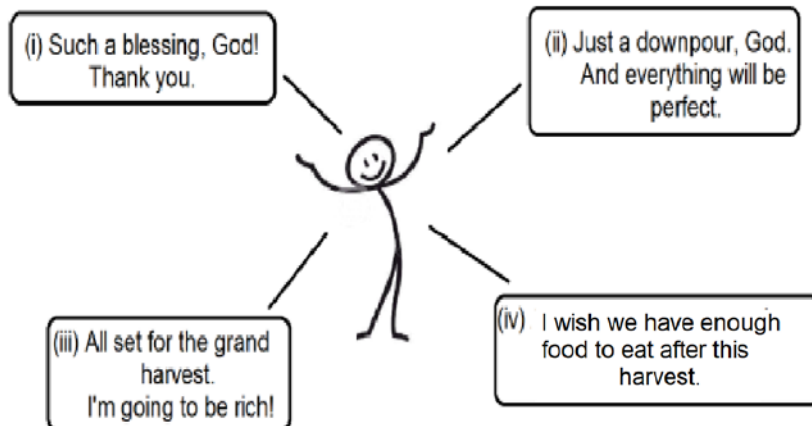 (i) Such a blessing, God!
Thank you.
(ii) Just a downpour, God.
And everything will be
perfect.
(iii) All set for the grand
harvest.
I'm going to be rich!
(iv) I wish we have enough
food to eat after this
harvest.